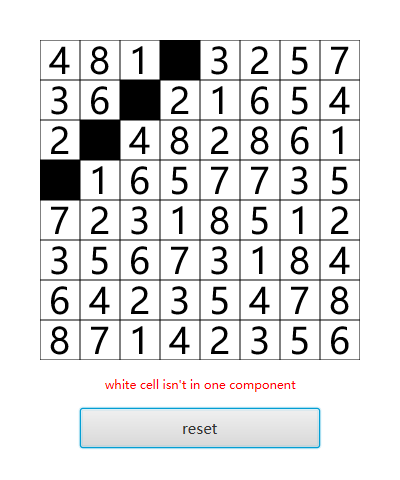 4 8 1 3 2 5 7
3 6 2 1 6 5 4
2 4 8 2 8 6 1
1 6 5 7 7 3 5
7 2 3 1 8 5 1 2
3 5 6 7 3 1 8 4
6 4 2 3 5 4 7 8
8 7 1 4 2 3 5 6
white cell isn't in one component
reset